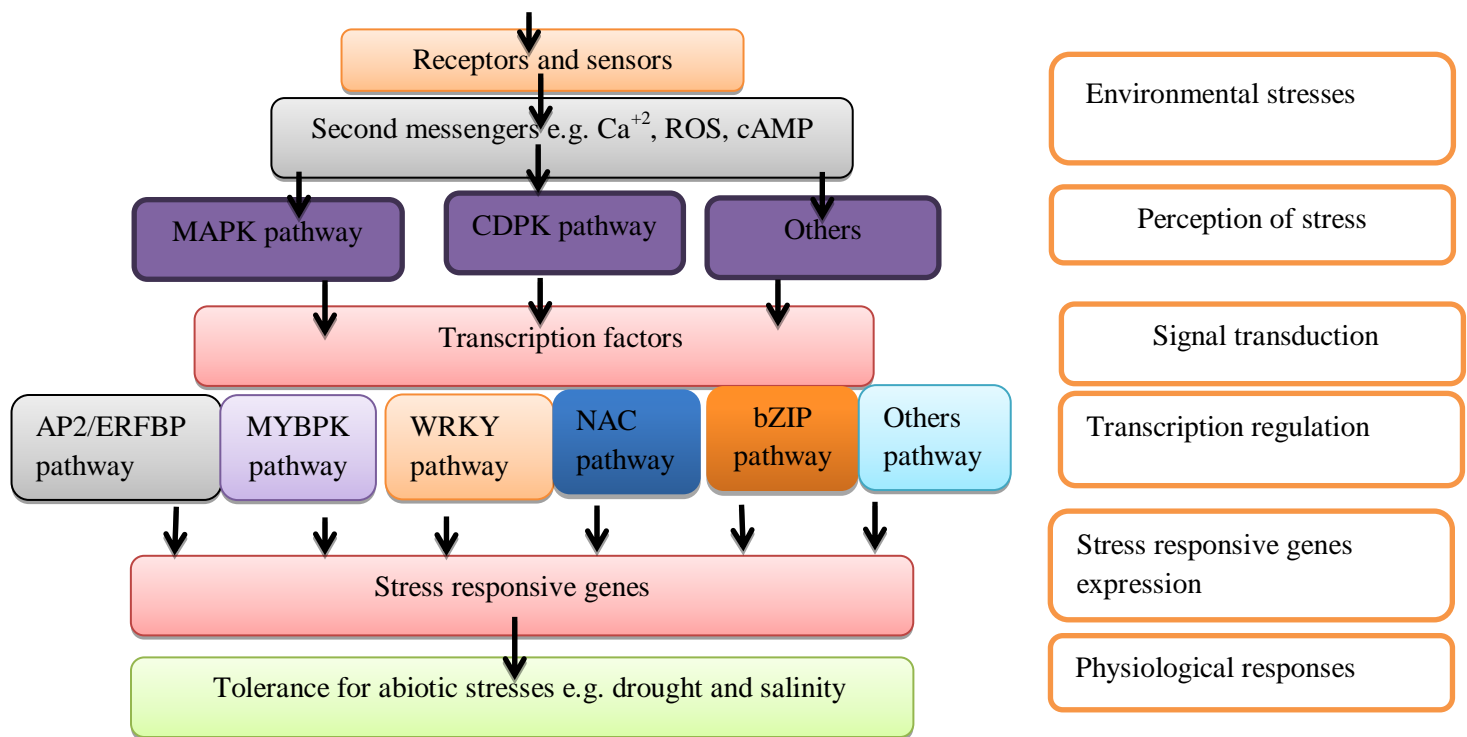 Receptors and sensors
Second messengers e.g. Ca+2, ROS, cAMP
MAPK pathway
CDPK pathway
Others
Transcription factors
AP2/ERFBP
pathway
MYBPK
pathway
WRKY
pathway
NAC
pathway
bZIP
pathway
Others
pathway
Stress responsive genes
Tolerance for abiotic stresses e.g. drought and salinity
Environmental stresses
Perception of stress
Signal transduction
Transcription regulation
Stress responsive genes
expression
Physiological responses